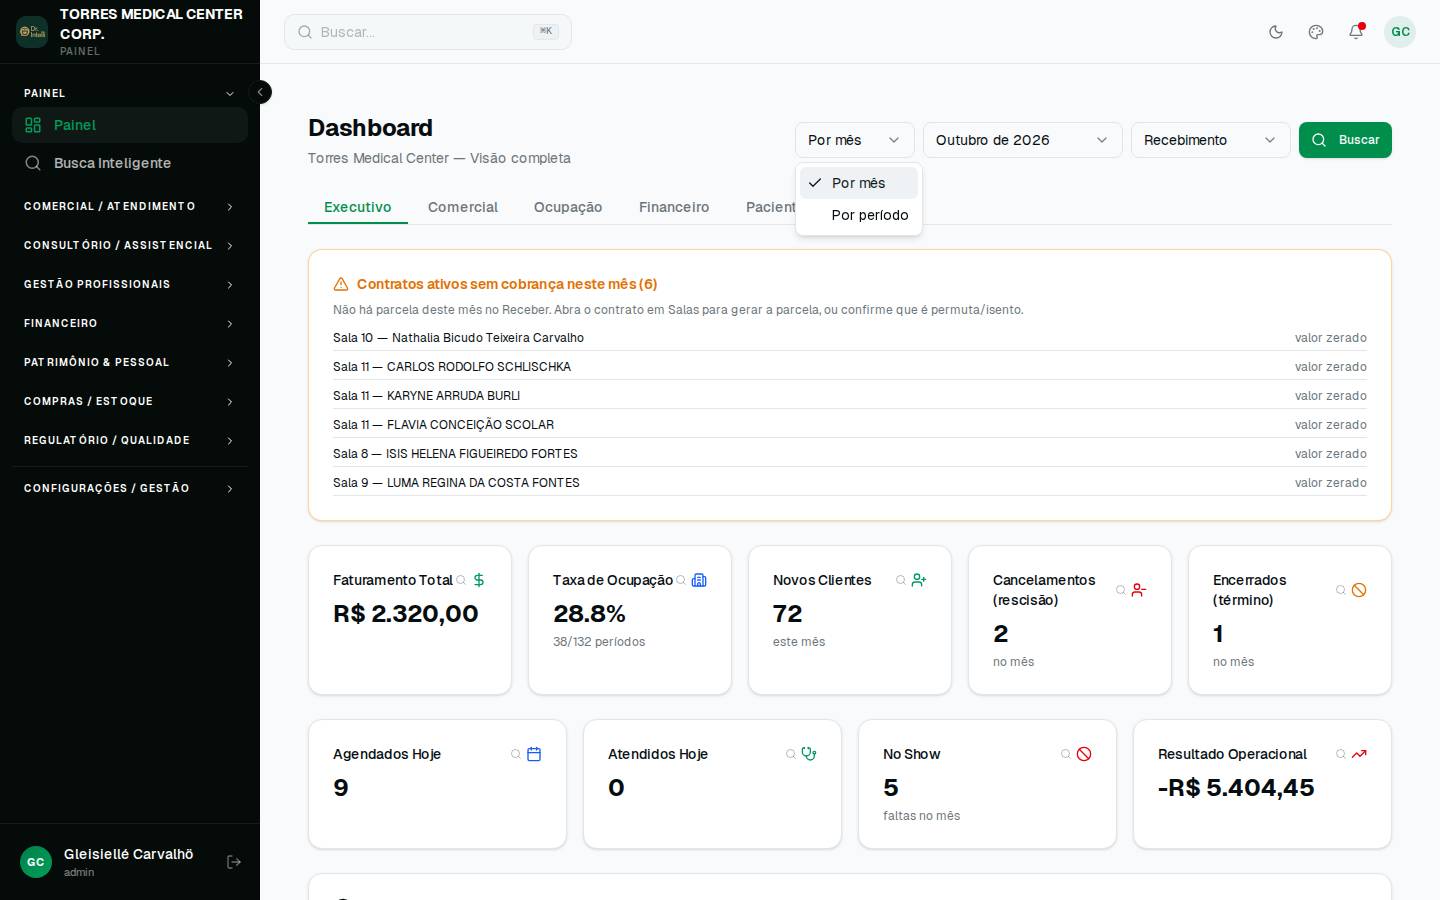 TORRES MEDICAL CENTER
CORP.
PAINEL
Dr.
Intelli
Buscar...
⌘K
GC
PAINEL
Painel
Busca Inteligente
COMERCIAL / ATENDIMENTO
CONSULTÓRIO / ASSISTENCIAL
GESTÃO PROFISSIONAIS
FINANCEIRO
PATRIMÔNIO & PESSOAL
COMPRAS / ESTOQUE
REGULATÓRIO / QUALIDADE
CONFIGURAÇÕES / GESTÃO
GC
Gleisiellé Carvalhö
admin
Dashboard
Torres Medical Center — Visão completa
Por mês
Outubro de 2026
Recebimento
Buscar
Por mês
Por período
Executivo
Comercial
Ocupação
Financeiro
Pacient
Contratos ativos sem cobrança neste mês (6)
Não há parcela deste mês no Receber. Abra o contrato em Salas para gerar a parcela, ou confirme que é permuta/isento.
Sala 10 — Nathalia Bicudo Teixeira Carvalho valor zerado
Sala 11 — CARLOS RODOLFO SCHLISCHKA valor zerado
Sala 11 — KARYNE ARRUDA BURLI valor zerado
Sala 11 — FLAVIA CONCEIÇÃO SCOLAR valor zerado
Sala 8 — ISIS HELENA FIGUEIREDO FORTES valor zerado
Sala 9 — LUMA REGINA DA COSTA FONTES valor zerado
Faturamento Total
R$ 2.320,00
Taxa de Ocupação
28.8%
38/132 períodos
Novos Clientes
72
este mês
Cancelamentos
(rescisão)
2
no mês
Encerrados
(término)
1
no mês
Agendados Hoje
9
Atendidos Hoje
0
No Show
5
faltas no mês
Resultado Operacional
-R$ 5.404,45